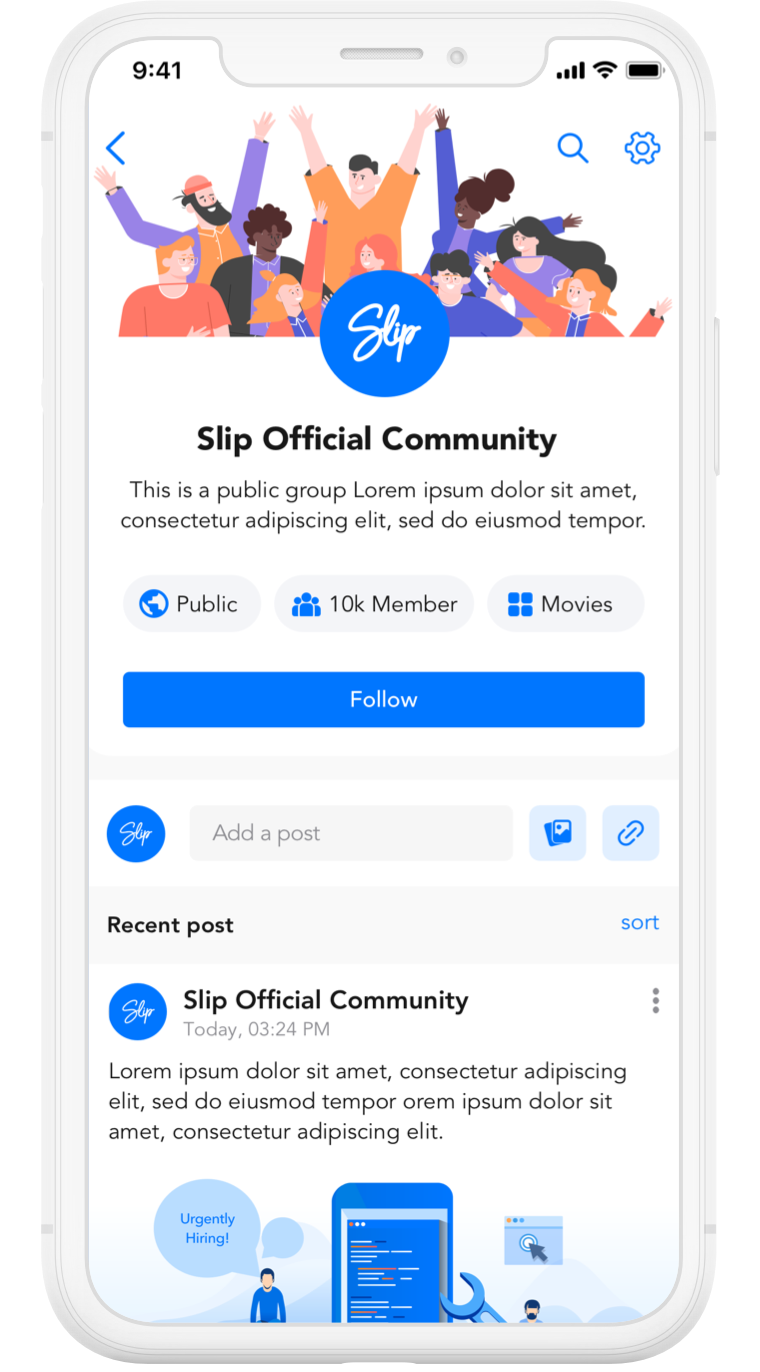 9:41
Slip
Slip Official Community
This is a public group Lorem ipsum dolor sit amet,
consectetur adipiscing elit, sed do eiusmod tempor.
Public
10k Member
Movies
Follow
Slip
Add a post
Recent post
sort
Slip
Slip Official Community
Today, 03:24 PM
Lorem ipsum dolor sit amet, consectetur adipiscing
elit, sed do eiusmod tempor orem ipsum dolor sit
amet, consectetur adipiscing elit.
Urgently
Hiring!